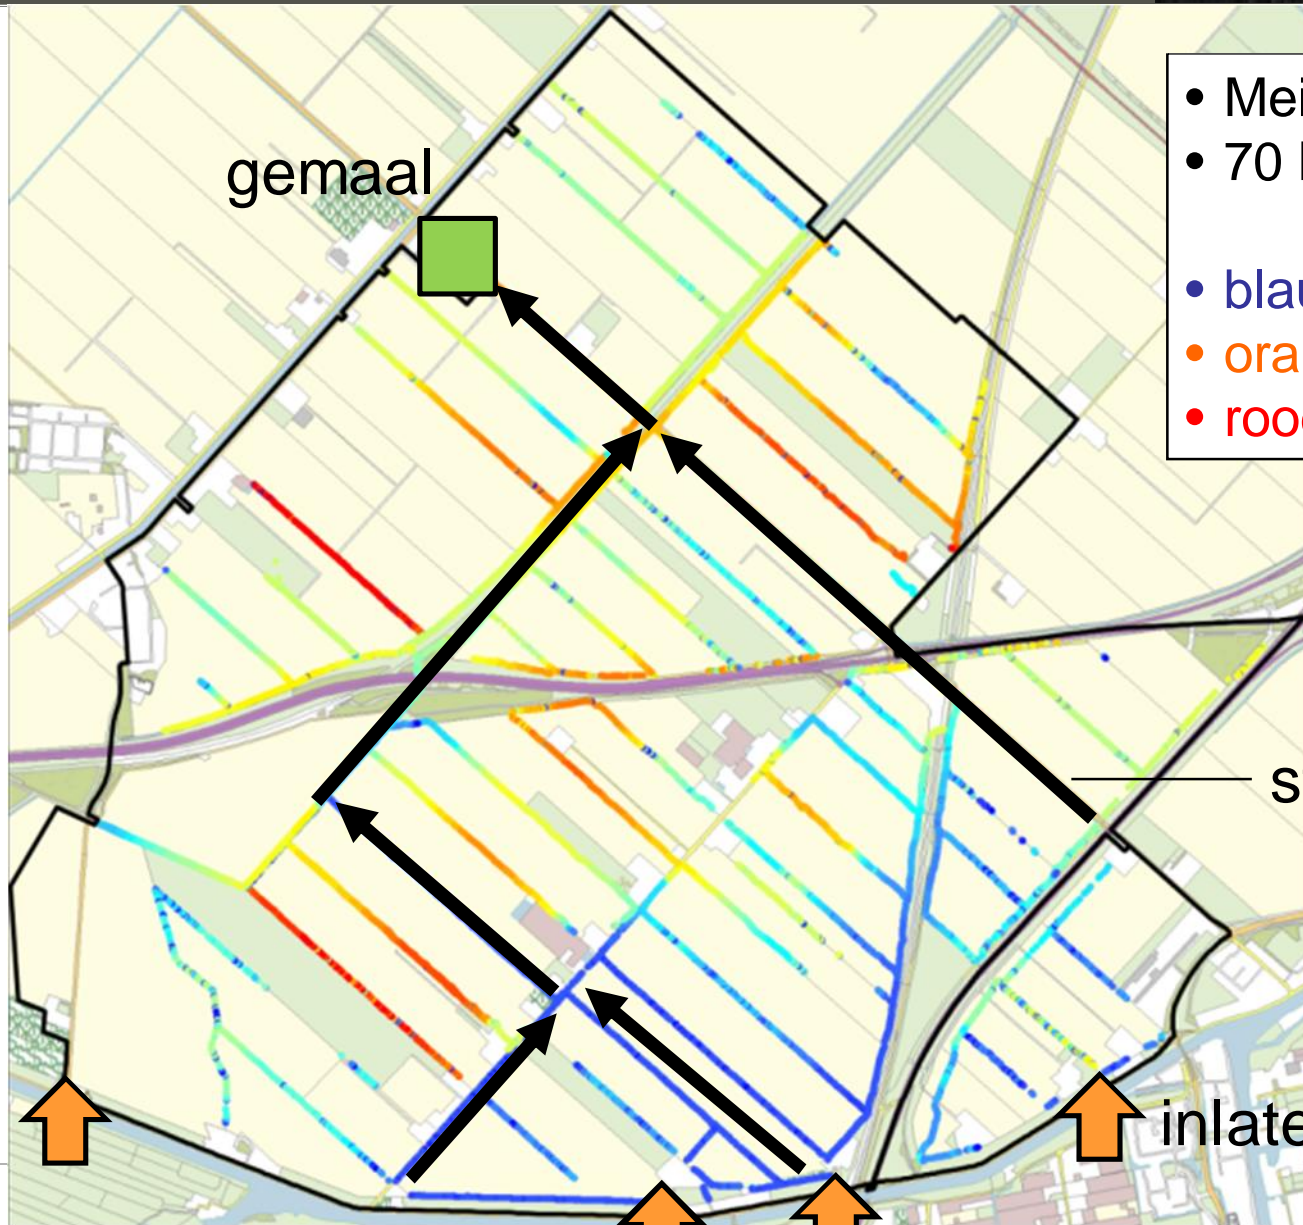 gemaal
• Mei
• 70
• blau
• ora
• rood
s
inlate